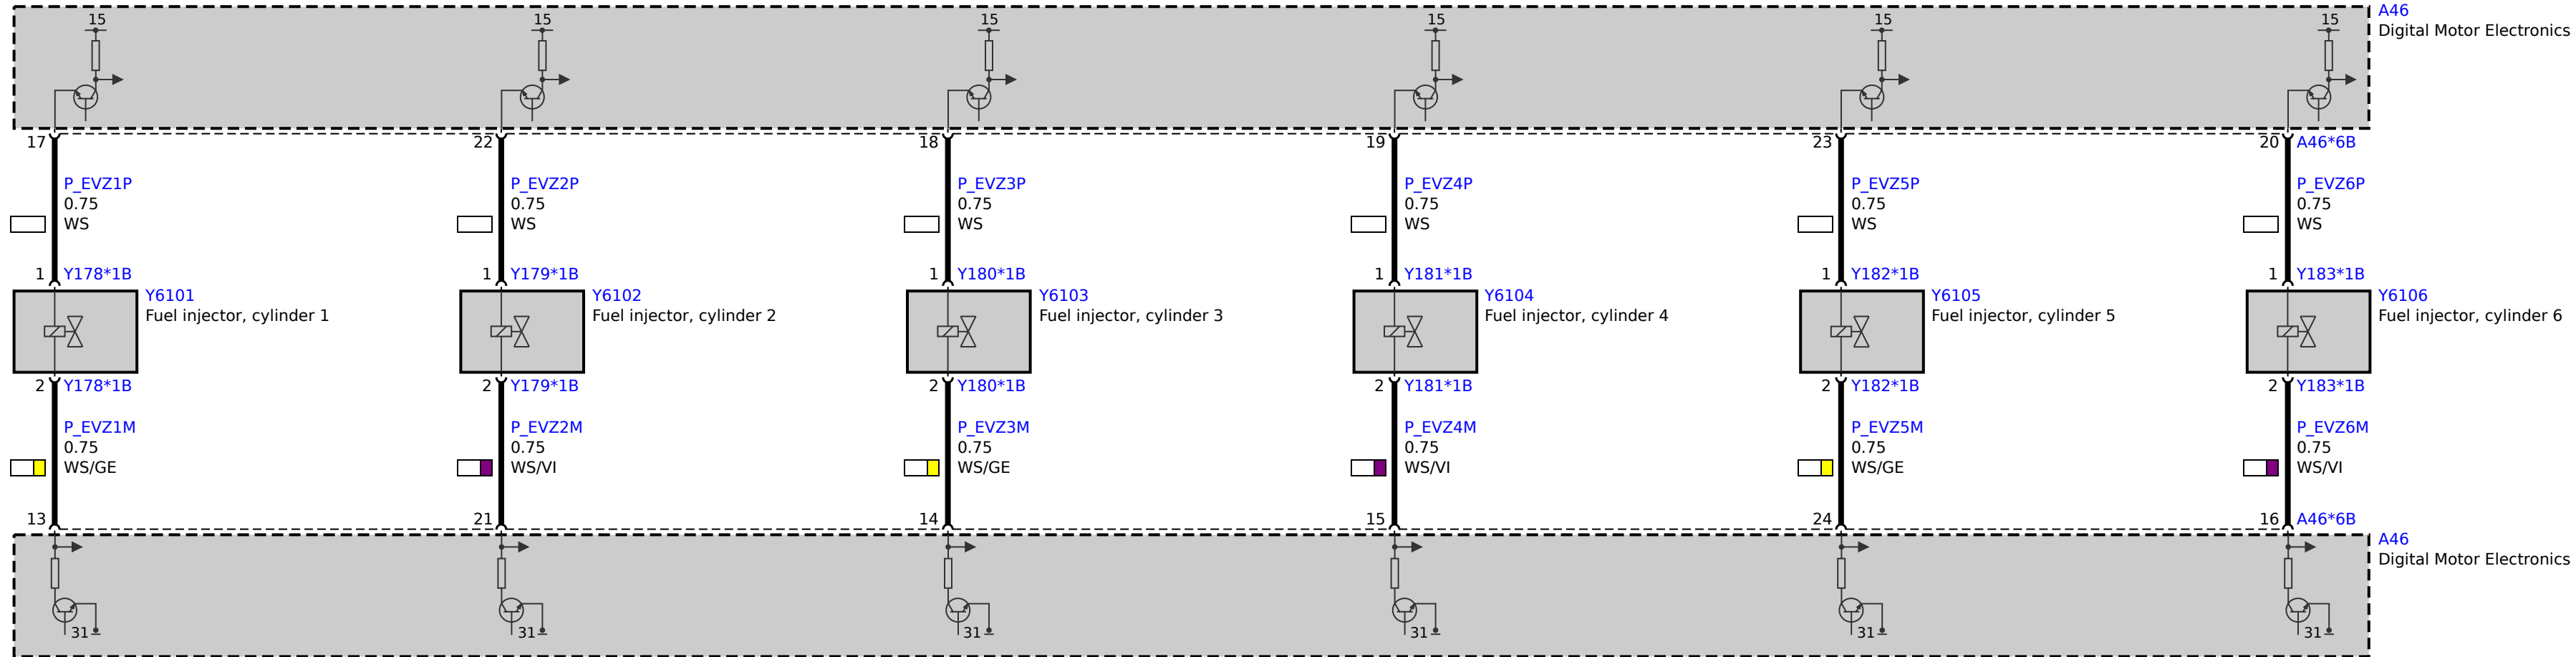 15 15 15 15 15 15
A46
Digital Motor Electronics
17 22 18 19 23 20 A46*6B
P_EVZ1P P_EVZ2P P_EVZ3P P_EVZ4P P_EVZ5P P_EVZ6P
0.75 0.75 0.75 0.75 0.75 0.75
WS WS WS WS WS WS
1 Y178*1B 1 Y179*1B 1 Y180*1B 1 Y181*1B 1 Y182*1B 1 Y183*1B
Y6101 Y6102 Y6103 Y6104 Y6105 Y6106
Fuel injector, cylinder 1 Fuel injector, cylinder 2 Fuel injector, cylinder 3 Fuel injector, cylinder 4 Fuel injector, cylinder 5 Fuel injector, cylinder 6
2 Y178*1B 2 Y179*1B 2 Y180*1B 2 Y181*1B 2 Y182*1B 2 Y183*1B
P_EVZ1M P_EVZ2M P_EVZ3M P_EVZ4M P_EVZ5M P_EVZ6M
0.75 0.75 0.75 0.75 0.75 0.75
WS/GE WS/VI WS/GE WS/VI WS/GE WS/VI
13 21 14 15 24 16 A46*6B
A46
Digital Motor Electronics
31 31 31 31 31 31